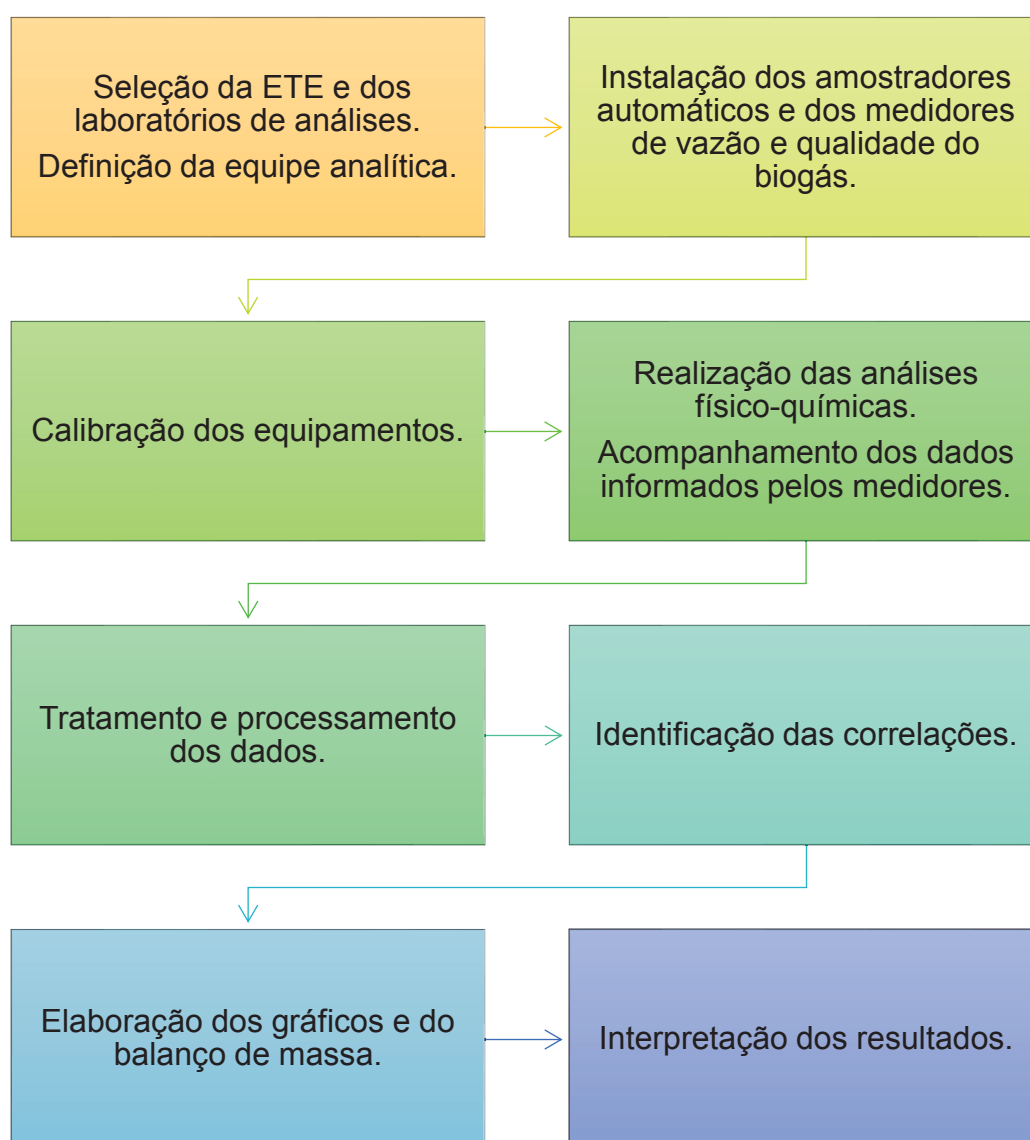 Seleção da ETE e dos
laboratórios de análises.
Definição da equipe analítica.
Instalação dos amostradores
automáticos e dos medidores
de vazão e qualidade do
biogás.
Calibração dos equipamentos.
Realização das análises
físico-químicas.
Acompanhamento dos dados
informados pelos medidores.
Tratamento e processamento
dos dados.
Identificação das correlações.
Elaboração dos gráficos e do
balanço de massa.
Interpretação dos resultados.